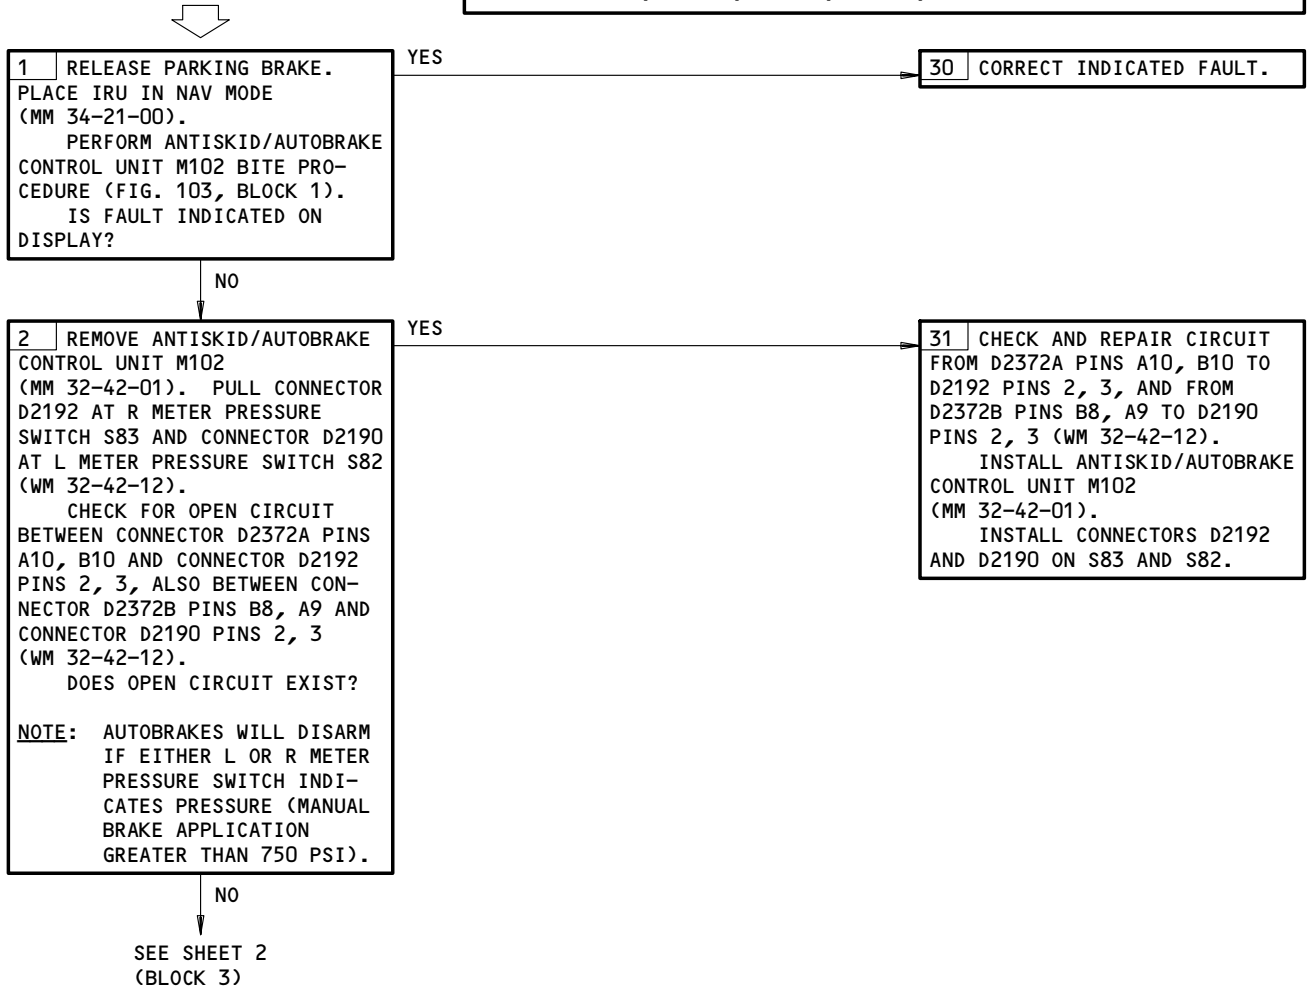 YES
1 RELEASE PARKING BRAKE.
PLACE IRU IN NAV MODE
(MM 34-21-00).
PERFORM ANTISKID/AUTOBRAKE
CONTROL UNIT M102 BITE PRO-
CEDURE (FIG. 103, BLOCK 1).
IS FAULT INDICATED ON
DISPLAY?
30 CORRECT INDICATED FAULT.
NO
YES
2 REMOVE ANTISKID/AUTOBRAKE
CONTROL UNIT M102
(MM 32-42-01). PULL CONNECTOR
D2192 AT R METER PRESSURE
SWITCH S83 AND CONNECTOR D2190
AT L METER PRESSURE SWITCH S82
(WM 32-42-12).
CHECK FOR OPEN CIRCUIT
BETWEEN CONNECTOR D2372A PINS
A10, B10 AND CONNECTOR D2192
PINS 2, 3, ALSO BETWEEN CON-
NECTOR D2372B PINS B8, A9 AND
CONNECTOR D2190 PINS 2, 3
(WM 32-42-12).
DOES OPEN CIRCUIT EXIST?
NOTE: AUTOBRAKES WILL DISARM
IF EITHER L OR R METER
PRESSURE SWITCH INDI-
CATES PRESSURE (MANUAL
BRAKE APPLICATION
GREATER THAN 750 PSI).
31 CHECK AND REPAIR CIRCUIT
FROM D2372A PINS A10, B10 TO
D2192 PINS 2, 3, AND FROM
D2372B PINS B8, A9 TO D2190
PINS 2, 3 (WM 32-42-12).
INSTALL ANTISKID/AUTOBRAKE
CONTROL UNIT M102
(MM 32-42-01).
INSTALL CONNECTORS D2192
AND D2190 ON S83 AND S82.
NO
SEE SHEET 2
(BLOCK 3)